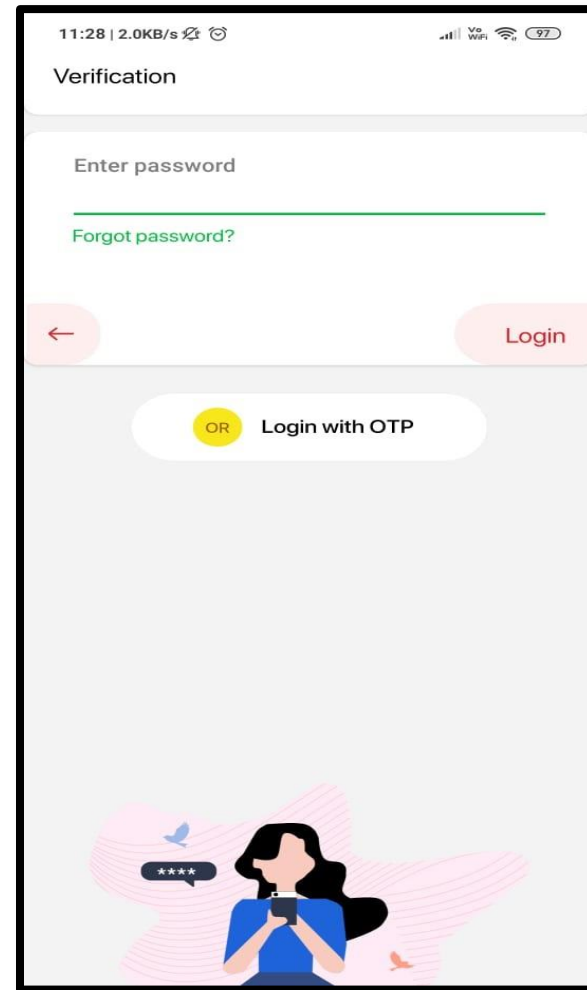 11:28 | 2.0KB/s Vo WiFi 97
Verification
Enter password
Forgot password?
← Login
OR Login with OTP
****